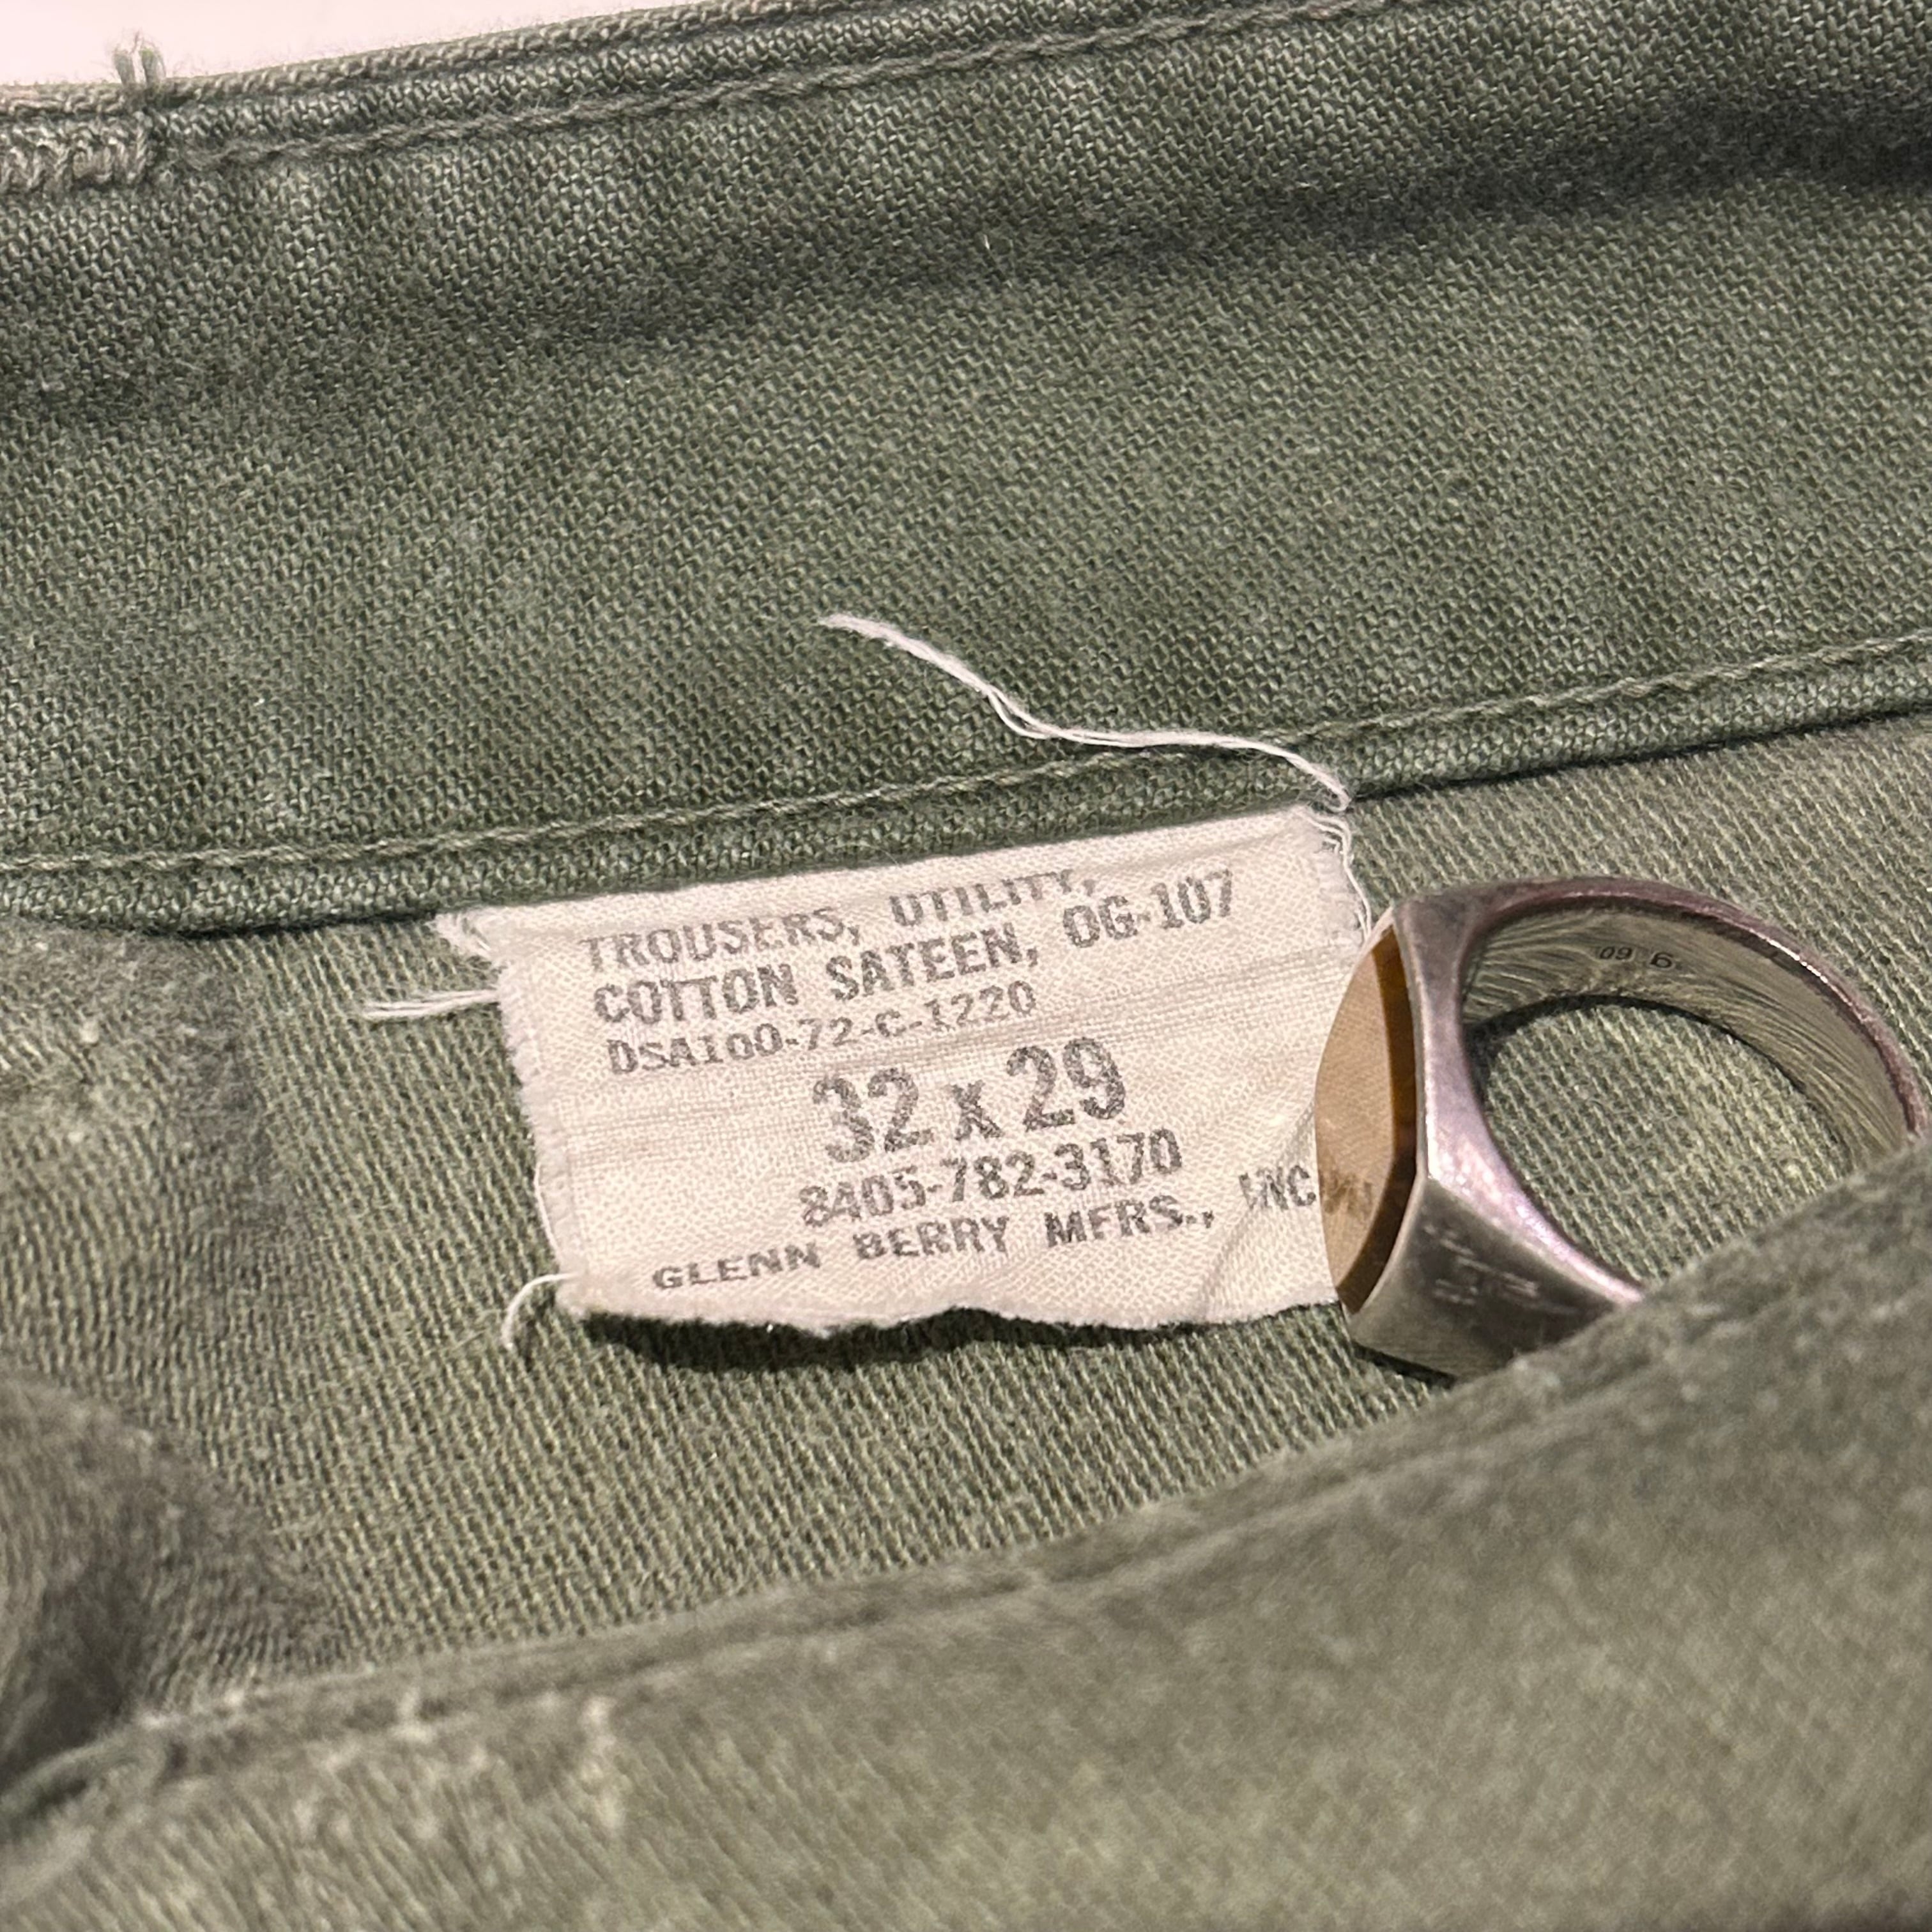 TROUSERS, UTILITY,
COTTON SATEEN, OG-107
DSA100-72-C-1220
32 x 29
8405-782-3170
GLENN BERRY MFRS., INC